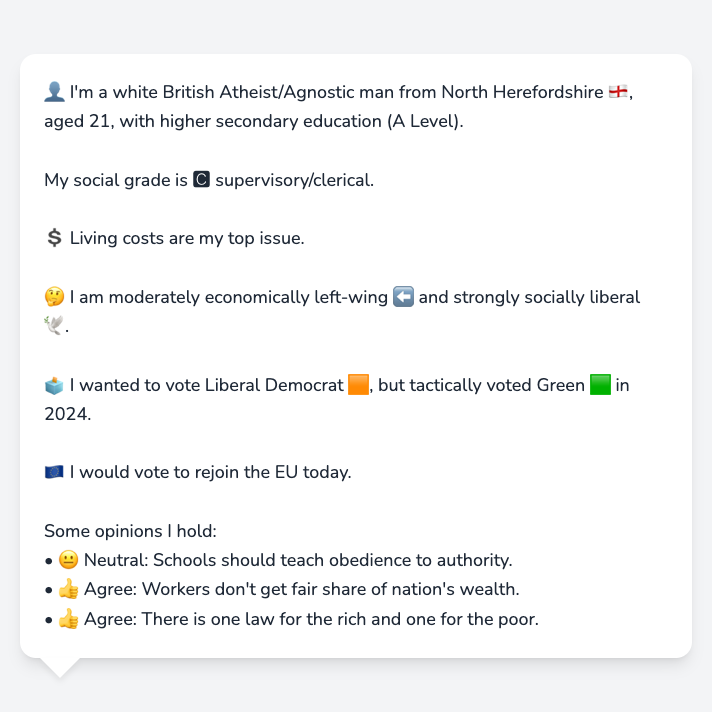 👤 I'm a white British Atheist/Agnostic man from North Herefordshire 🏴󠁧󠁢󠁥󠁮󠁧󠁿,
aged 21, with higher secondary education (A Level).
My social grade is 🅲 supervisory/clerical.
💲 Living costs are my top issue.
🤔 I am moderately economically left-wing ⬅️ and strongly socially liberal
🕊️.
🗳️ I wanted to vote Liberal Democrat 🟧, but tactically voted Green 🟩 in
2024.
🇪🇺 I would vote to rejoin the EU today.
Some opinions I hold:
• 😐 Neutral: Schools should teach obedience to authority.
• 👍 Agree: Workers don't get fair share of nation's wealth.
• 👍 Agree: There is one law for the rich and one for the poor.